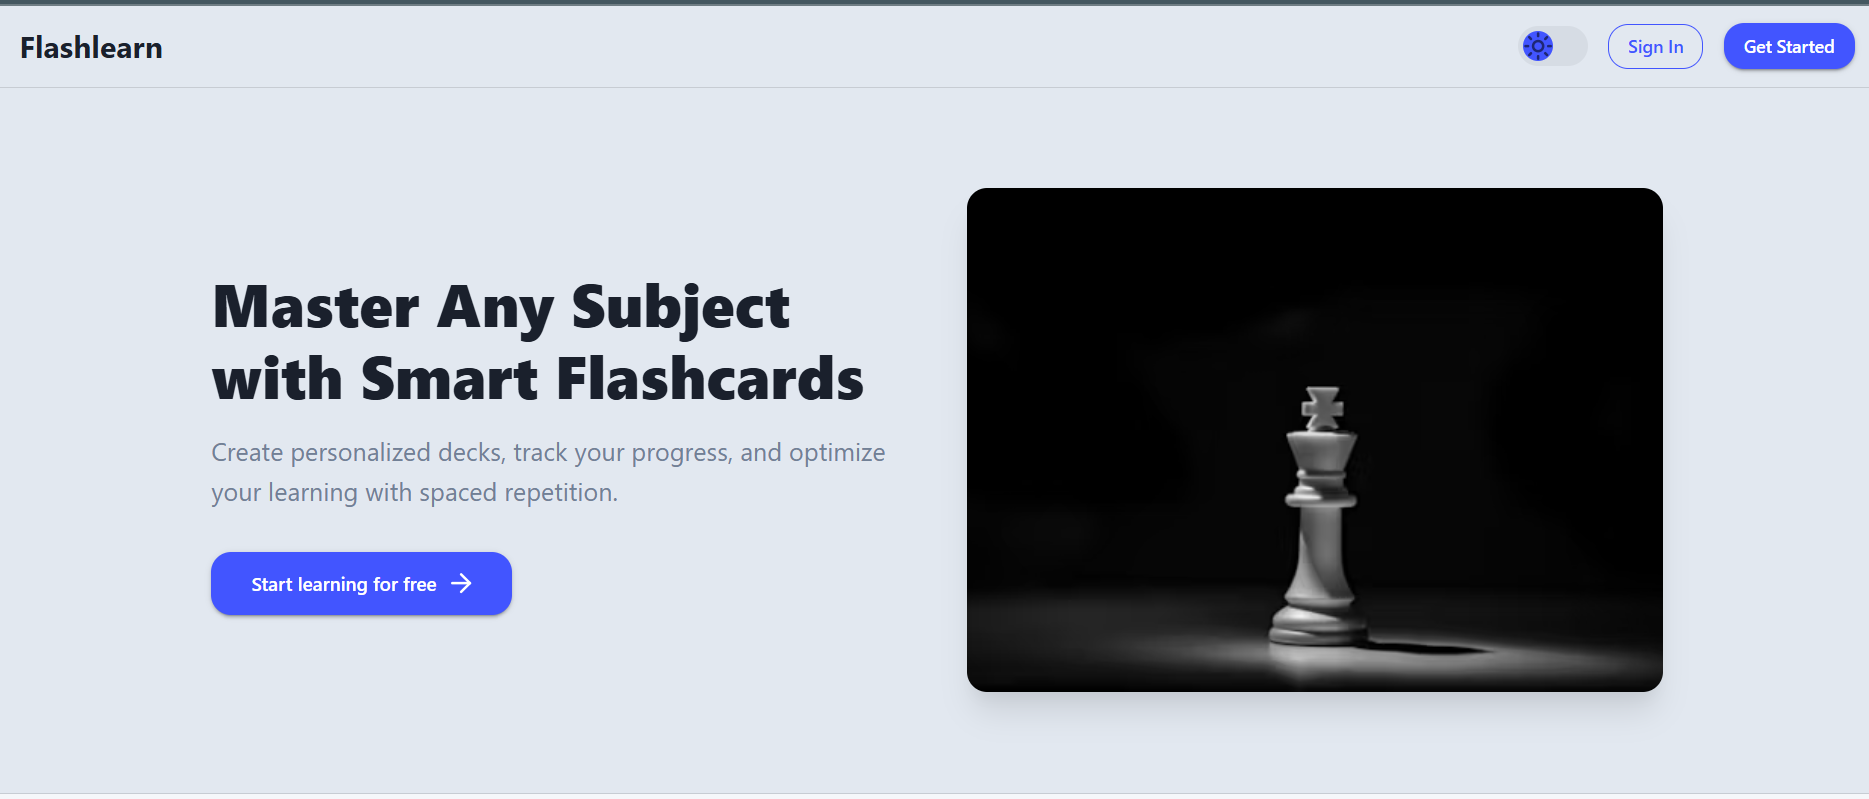 Flashlearn
Sign In
Get Started
Master Any Subject
with Smart Flashcards
Create personalized decks, track your progress, and optimize
your learning with spaced repetition.
Start learning for free